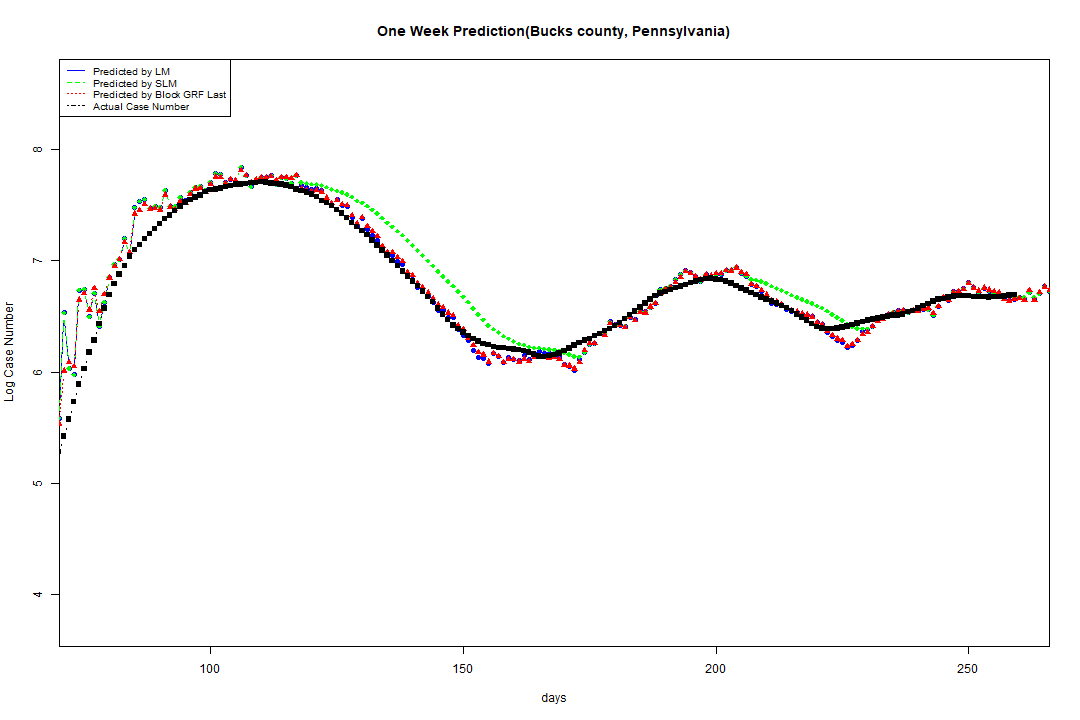 One Week Prediction(Bucks county, Pennsylvania)
Predicted by LM
Predicted by SLM
Predicted by Block GRF Last
Actual Case Number
8
7
6
5
4
Log Case Number
100 150 200 250
days